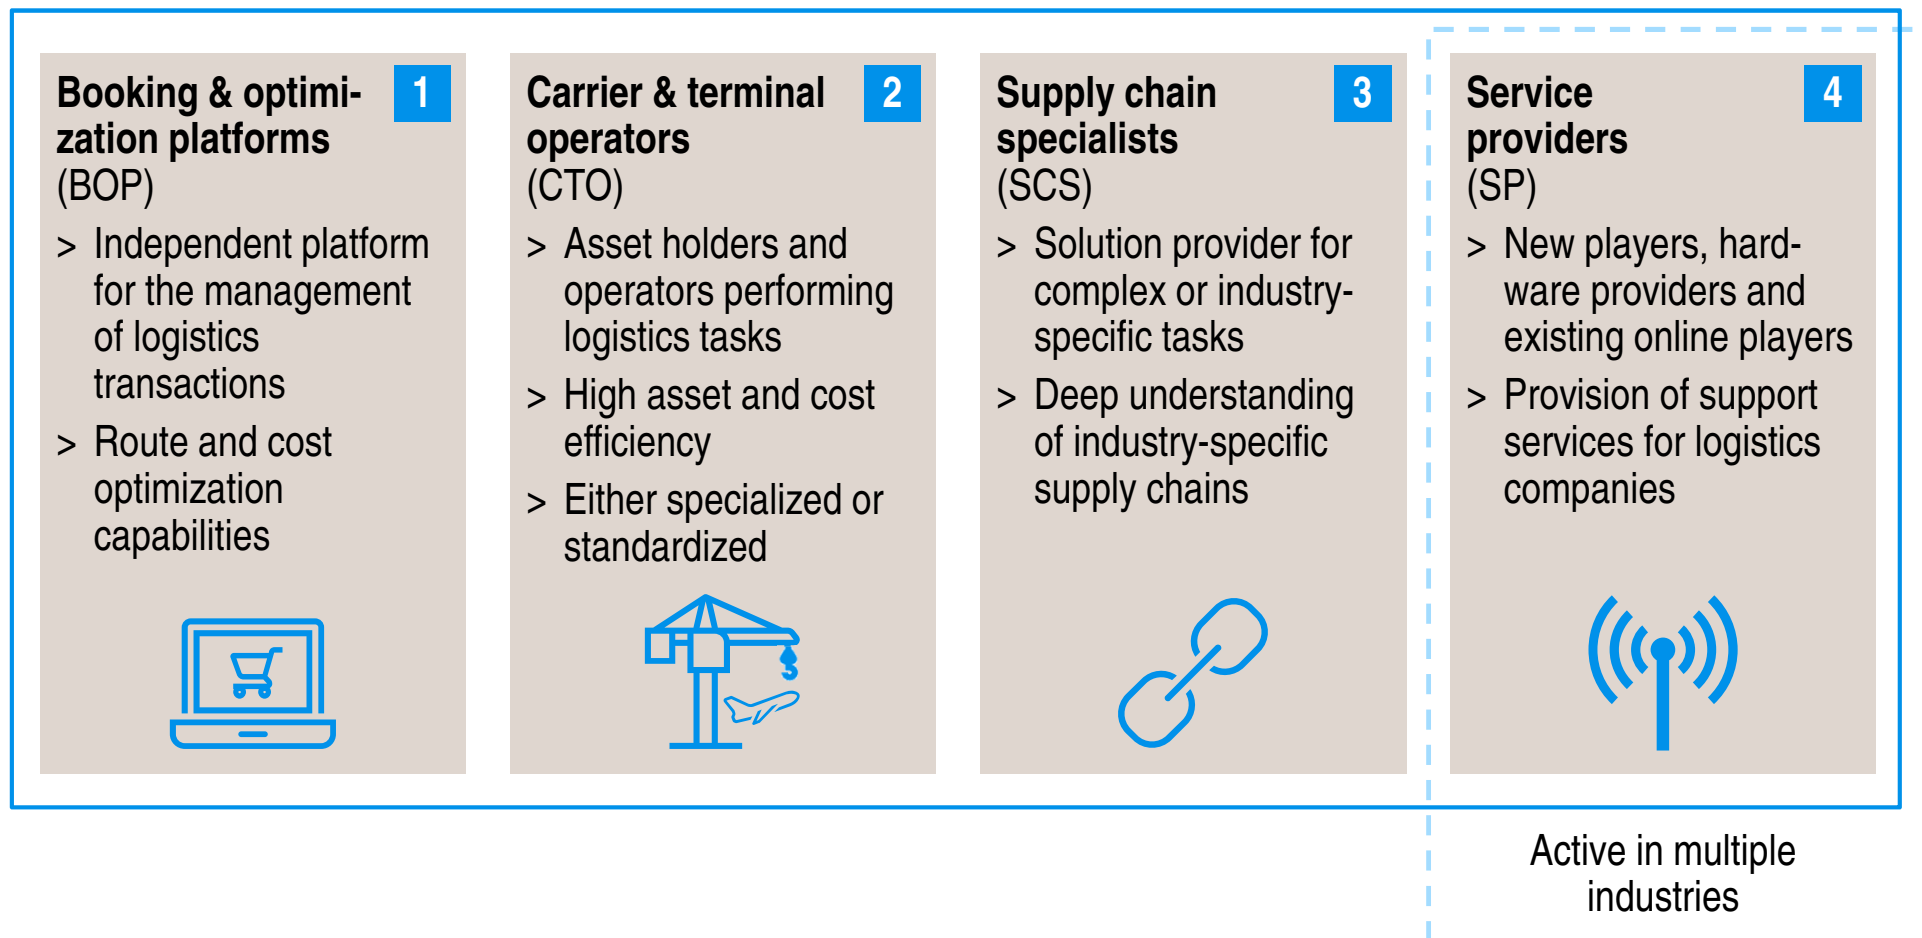 Booking & optimi-
zation platforms
(BOP)
1
> Independent platform
for the management
of logistics
transactions
> Route and cost
optimization
capabilities
Carrier & terminal
operators
(CTO)
2
> Asset holders and
operators performing
logistics tasks
> High asset and cost
efficiency
> Either specialized or
standardized
Supply chain
specialists
(SCS)
3
> Solution provider for
complex or industry-
specific tasks
> Deep understanding
of industry-specific
supply chains
Service
providers
(SP)
4
> New players, hard-
ware providers and
existing online players
> Provision of support
services for logistics
companies
Active in multiple
industries